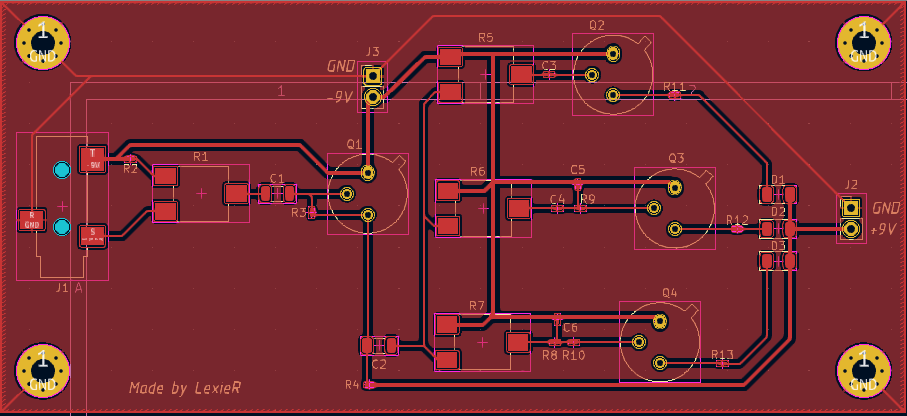 1
GND
1
GND
Q2
R5
J3
GND
-9V
C3
R11
2
1
T
-9V
R2
R1
Q1
C1
R3
R
GND
S
J1
A
R6
C5
C4
R9
Q3
R12
D1
D2
D3
J2
GND
+9V
R7
C6
R8
R10
Q4
R13
C2
R4
1
GND
1
GND
Made by LexieR